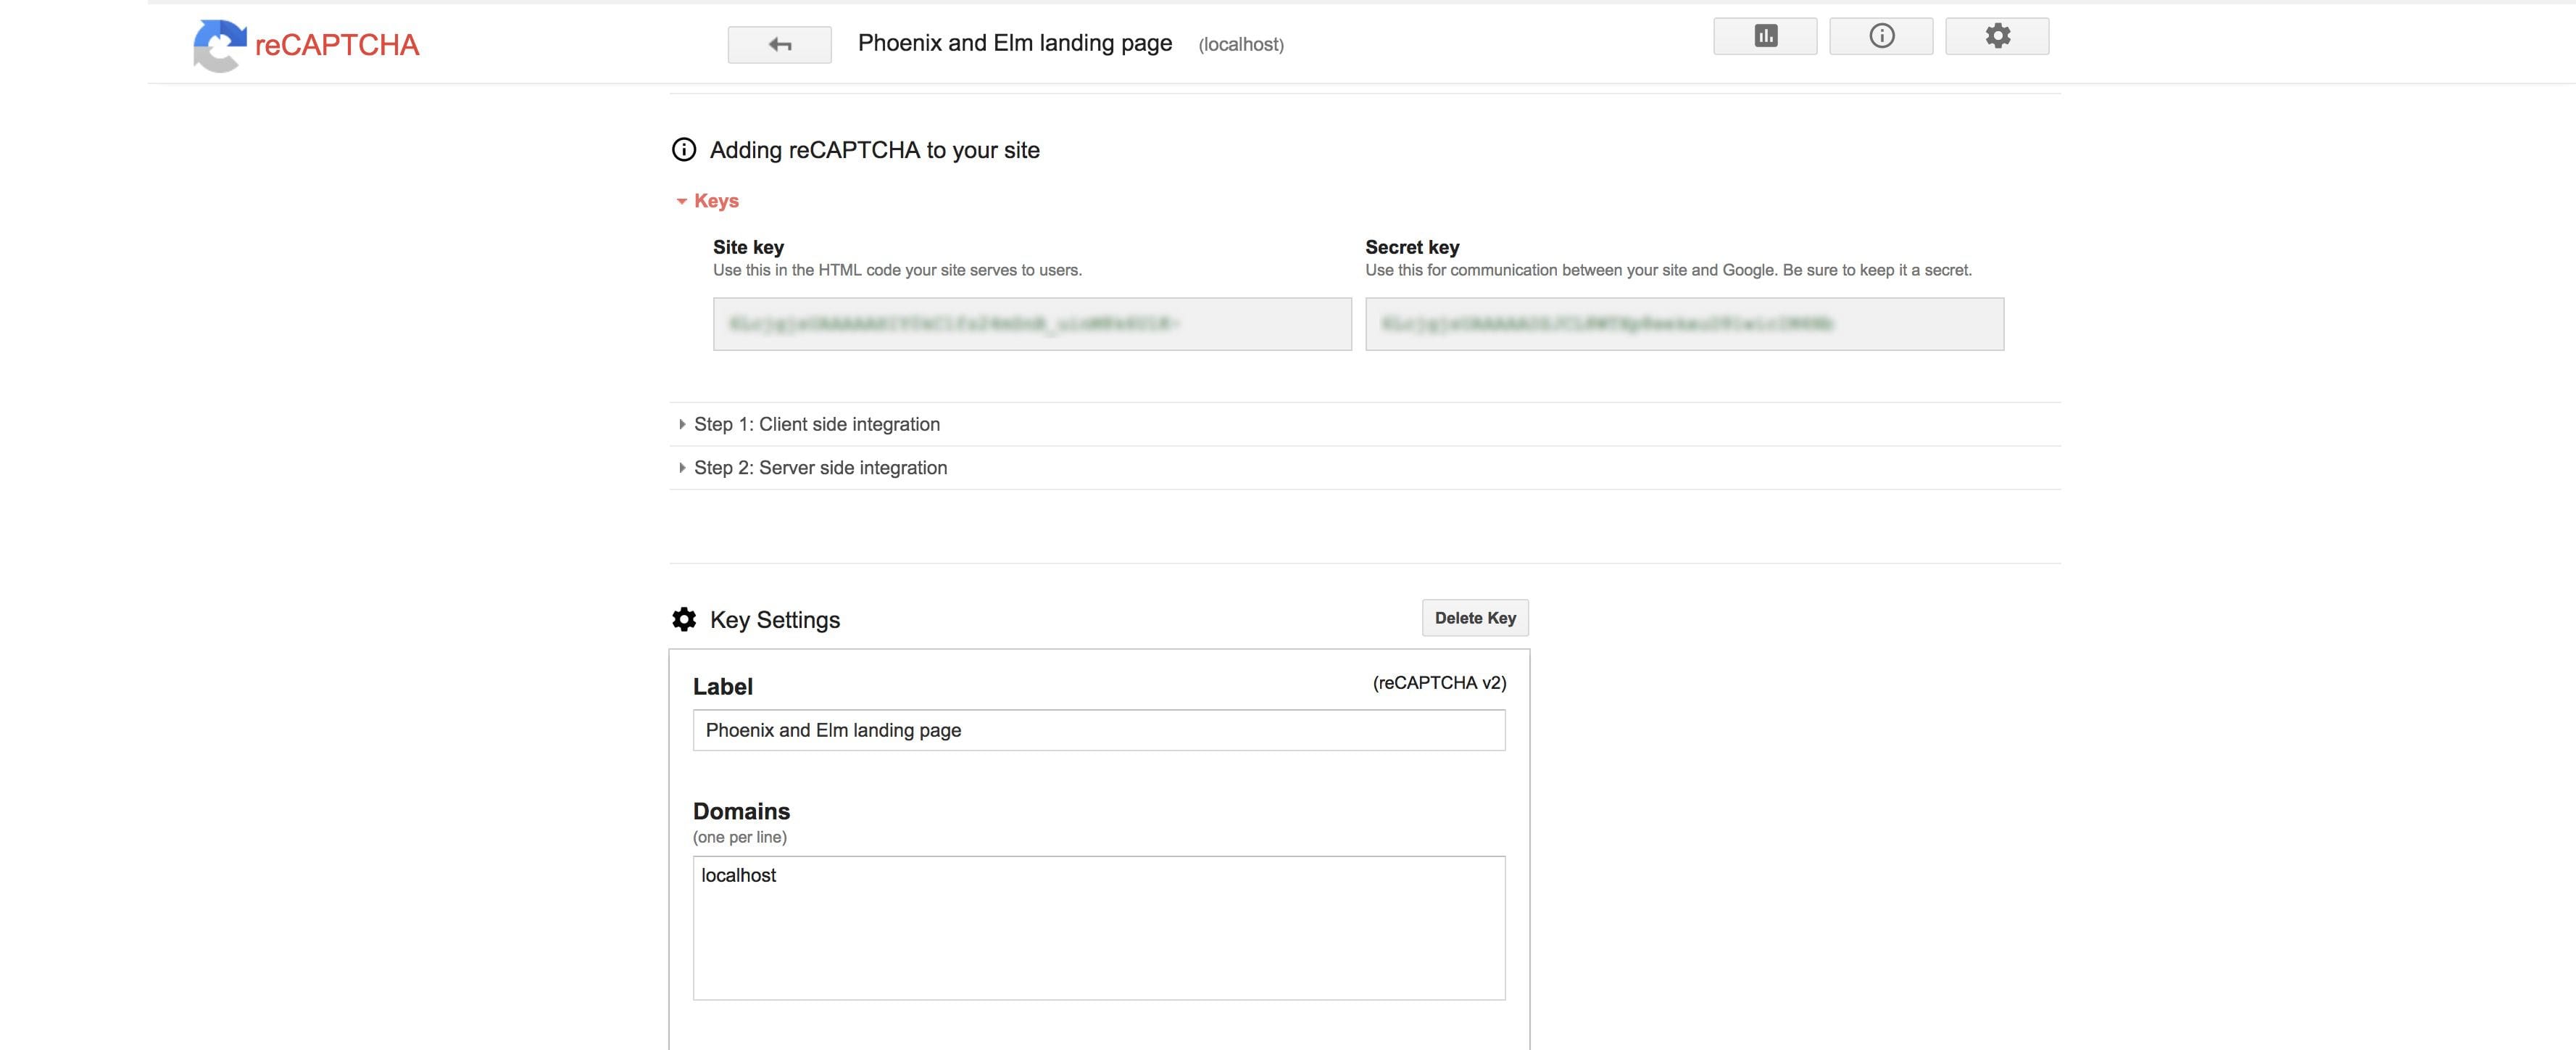 reCAPTCHA
Phoenix and Elm landing page (localhost)
Adding reCAPTCHA to your site
Keys
Site key
Use this in the HTML code your site serves to users.
Secret key
Use this for communication between your site and Google. Be sure to keep it a secret.
Step 1: Client side integration
Step 2: Server side integration
Key Settings
Delete Key
Label
(reCAPTCHA v2)
Phoenix and Elm landing page
Domains
(one per line)
localhost